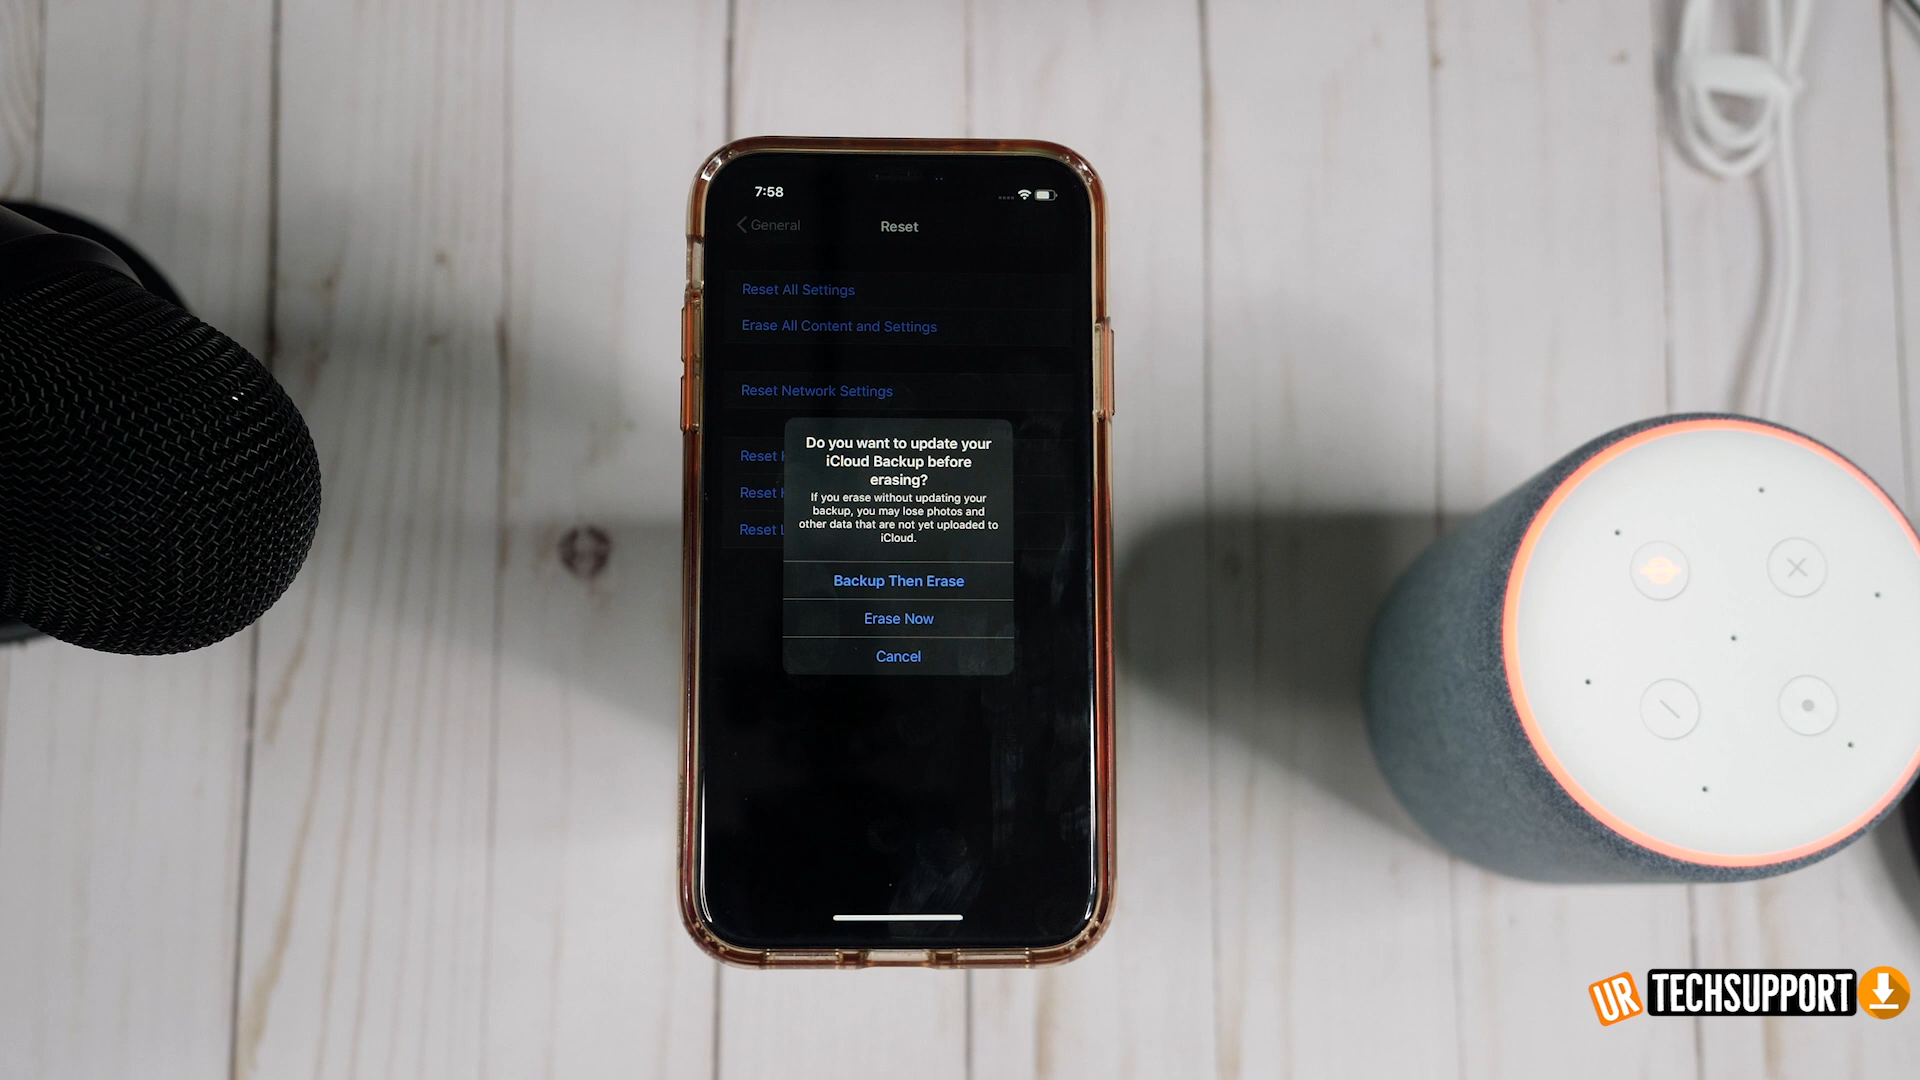 7:58
General
Reset
Reset All Settings
Erase All Content and Settings
Reset Network Settings
Do you want to update your
iCloud Backup before
erasing?
If you erase without updating your
backup, you may lose photos and
other data that are not yet uploaded to
iCloud.
Reset
Reset
Reset
Backup Then Erase
Erase Now
Cancel
UR TECHSUPPORT